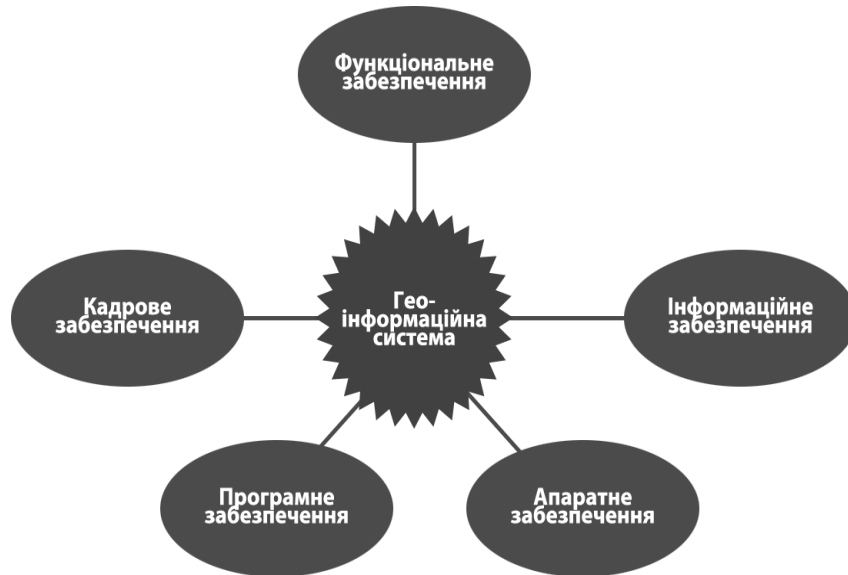 Функціональне
забезпечення
Кадрове
забезпечення
Гео-
інформаційна
система
Інформаційне
забезпечення
Програмне
забезпечення
Апаратне
забезпечення